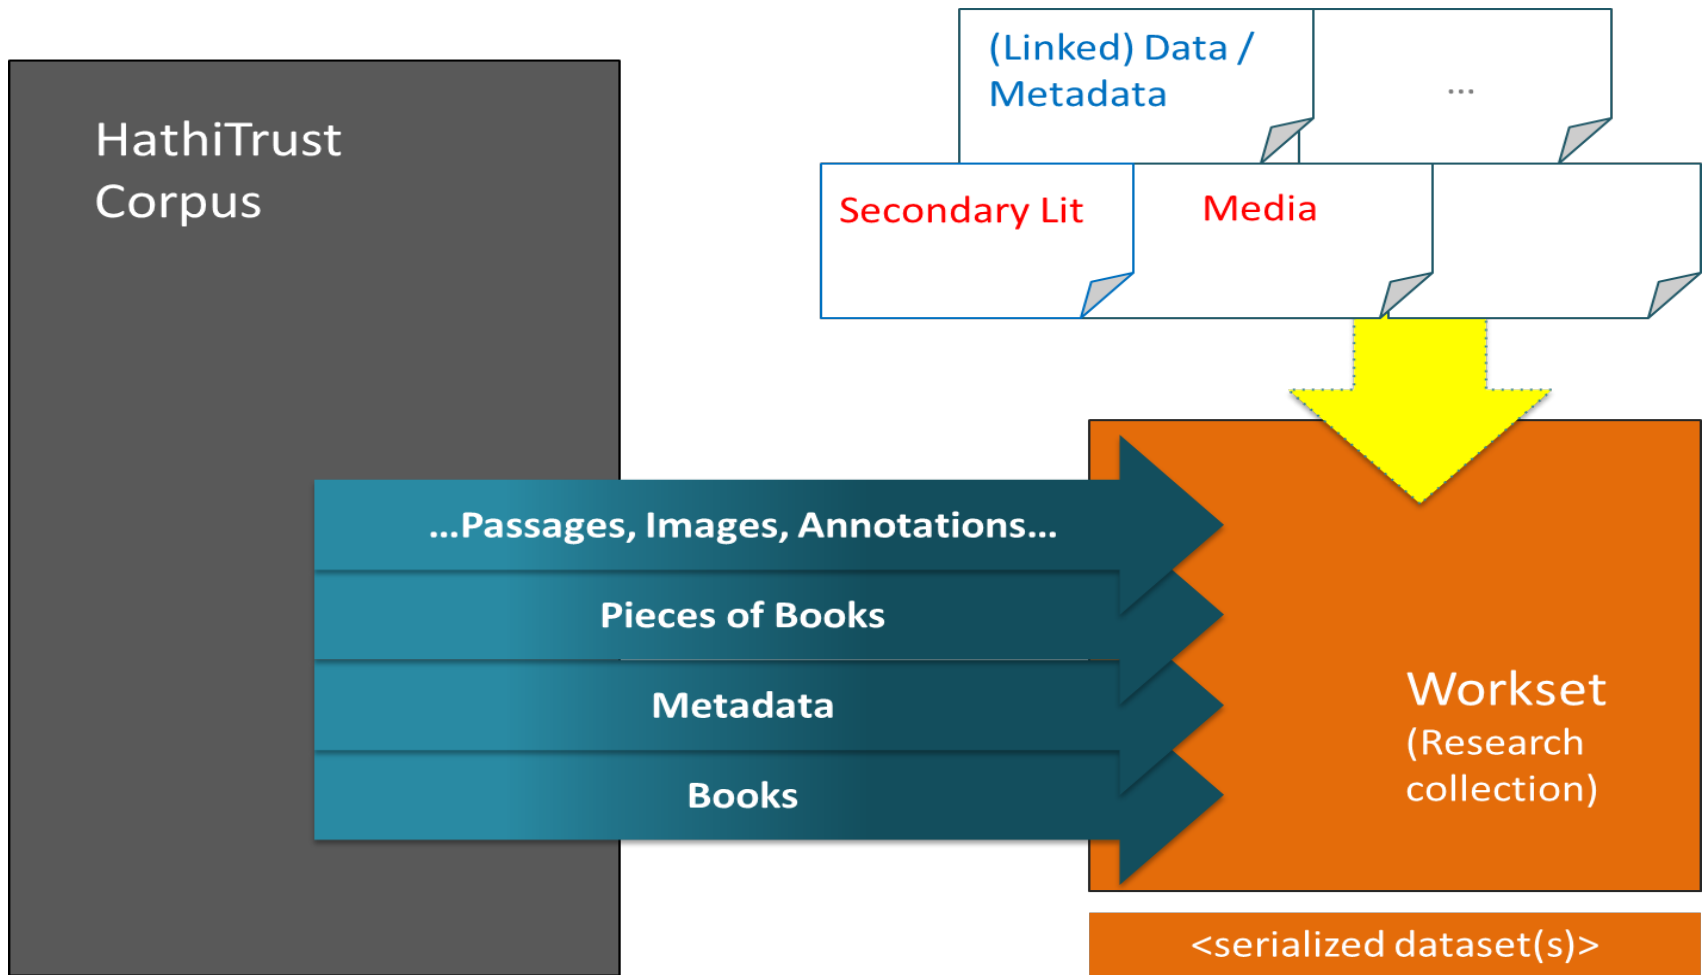 HathiTrust
Corpus
(Linked) Data /
Metadata
...
Secondary Lit
Media
...Passages, Images, Annotations...
Pieces of Books
Metadata
Books
Workset
(Research
collection)
<serialized dataset(s)>